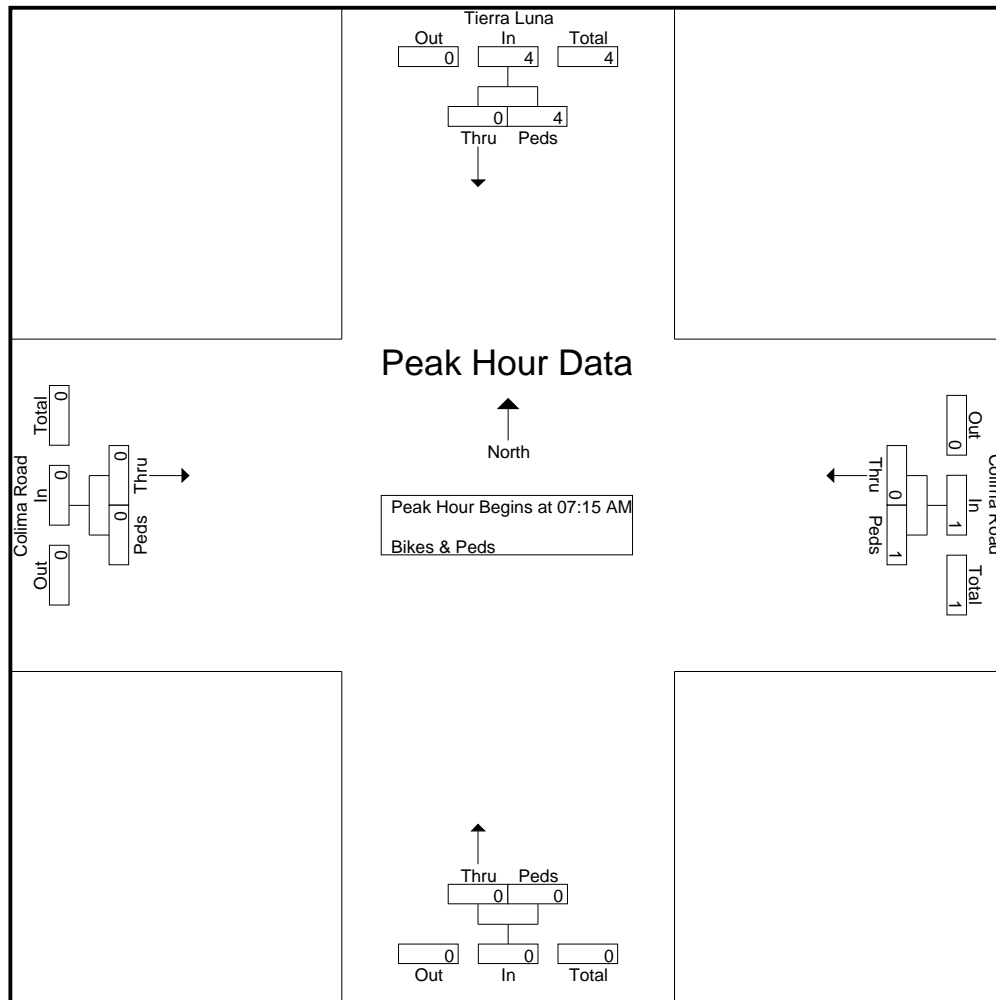 Tierra Luna
Out In Total
0 4 4
0 4
Thru Peds
Peak Hour Data
North
Peak Hour Begins at 07:15 AM
Bikes & Peds
Colima Road
Total In Out
0 0 0
0 0
Thru Peds
Colima Road
Out In Total
0 1 1
0 1
Thru Peds
Thru Peds
0 0
0 0 0
Out In Total